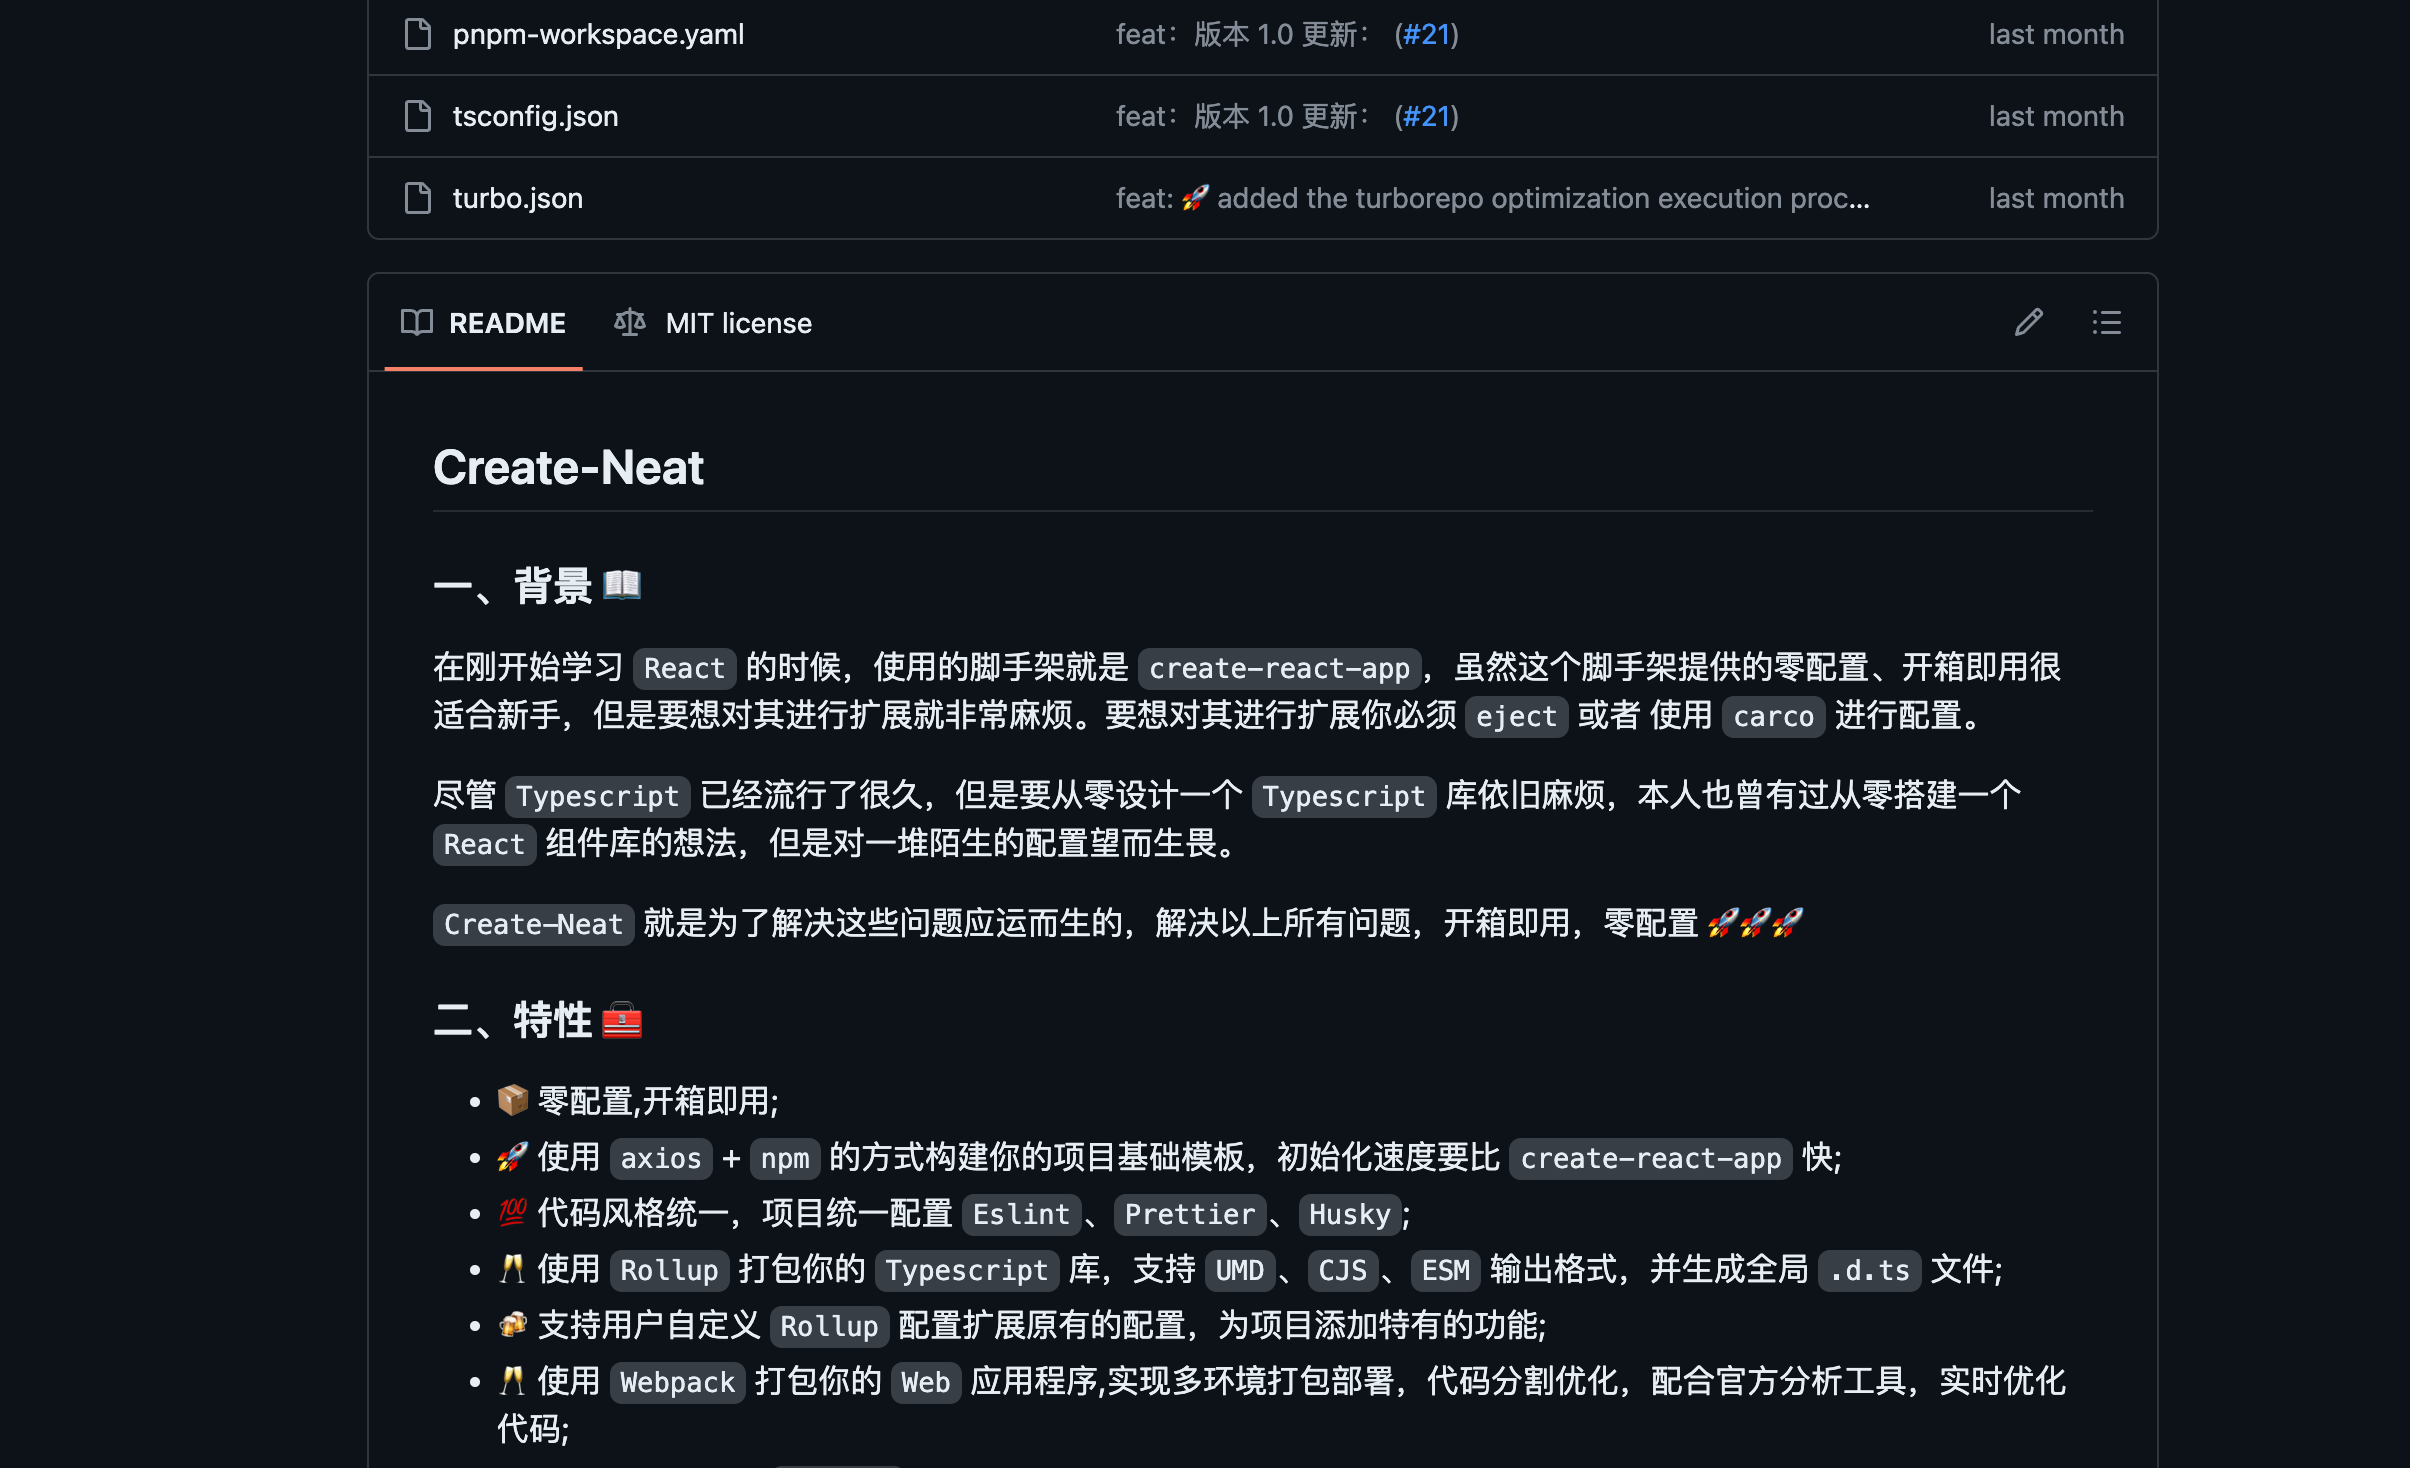 pnpm-workspace.yaml feat：版本 1.0 更新： (#21) last month
tsconfig.json feat：版本 1.0 更新： (#21) last month
turbo.json feat: 🚀 added the turborepo optimization execution proc... last month
README MIT license
Create-Neat
一、背景 📖
在刚开始学习 React 的时候，使用的脚手架就是 create-react-app，虽然这个脚手架提供的零配置、开箱即用很
适合新手，但是要想对其进行扩展就非常麻烦。要想对其进行扩展你必须 eject 或者 使用 carco 进行配置。
尽管 Typescript 已经流行了很久，但是要从零设计一个 Typescript 库依旧麻烦，本人也曾有过从零搭建一个
React 组件库的想法，但是对一堆陌生的配置望而生畏。
Create-Neat 就是为了解决这些问题应运而生的，解决以上所有问题，开箱即用，零配置 🚀🚀🚀
二、特性 🧰
• 📦 零配置,开箱即用;
• 🚀 使用 axios + npm 的方式构建你的项目基础模板，初始化速度要比 create-react-app 快;
• 💯 代码风格统一，项目统一配置 Eslint、Prettier、Husky;
• 🥂 使用 Rollup 打包你的 Typescript 库，支持 UMD、CJS、ESM 输出格式，并生成全局 .d.ts 文件;
• 🍻 支持用户自定义 Rollup 配置扩展原有的配置，为项目添加特有的功能;
• 🥂 使用 Webpack 打包你的 Web 应用程序,实现多环境打包部署，代码分割优化，配合官方分析工具，实时优化
代码;